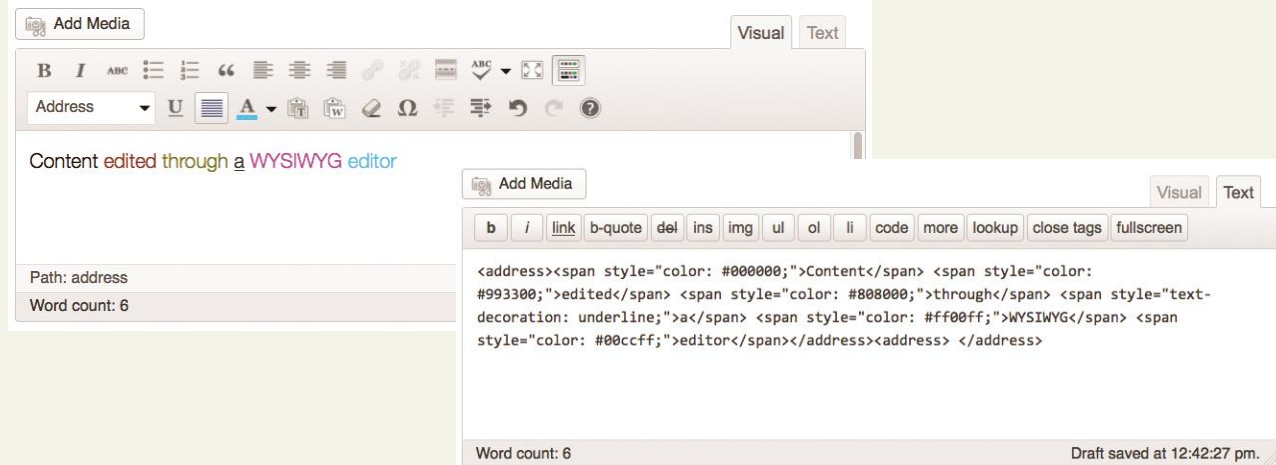 Add Media
Visual Text
B I ABC ABC
Address U A T W Ω ?
Content edited through a WYSIWYG editor
Path: address
Word count: 6
Add Media
Visual Text
b i link b-quote del ins img ul ol li code more lookup close tags fullscreen
<address><span style="color: #000000;">Content</span> <span style="color:
#993300;">edited</span> <span style="color: #808000;">through</span> <span style="text-
decoration: underline;">a</span> <span style="color: #ff00ff;">WYSIWYG</span> <span
style="color: #00ccff;">editor</span></address><address> </address>
Word count: 6 Draft saved at 12:42:27 pm.